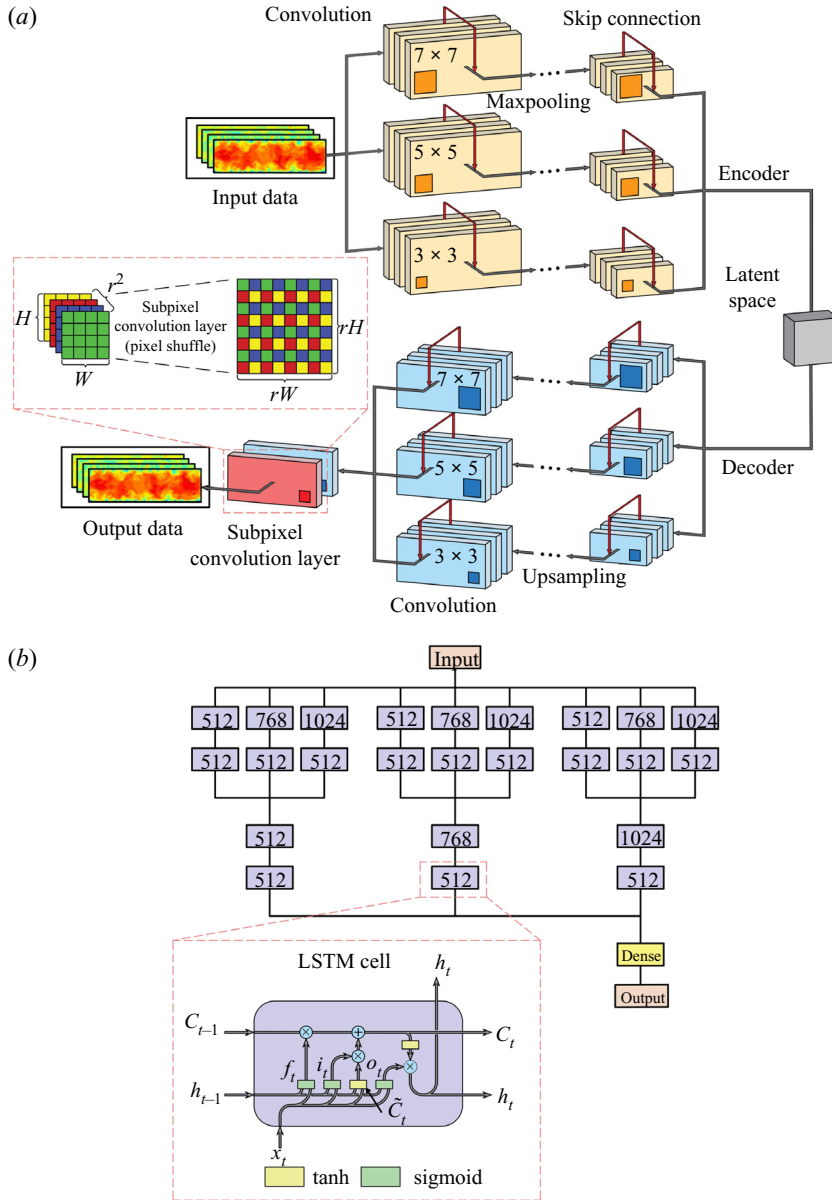 (a)
Convolution
Skip connection
7 × 7
Maxpooling
5 × 5
Input data
Encoder
3 × 3
Latent
space
r²
H
Subpixel
convolution layer
(pixel shuffle)
rH
W
rW
7 × 7
5 × 5
Decoder
Output data
Subpixel
convolution layer
3 × 3
Upsampling
Convolution
(b)
Input
512 768 1024 512 768 1024 512 768 1024
512 512 512 512 512 512 512 512 512
512 768 1024
512 512 512
LSTM cell
Dense
Output
hₜ
Cₜ₋₁
Cₜ
fₜ iₜ oₜ
hₜ₋₁
hₜ
C̃ₜ
xₜ
tanh sigmoid